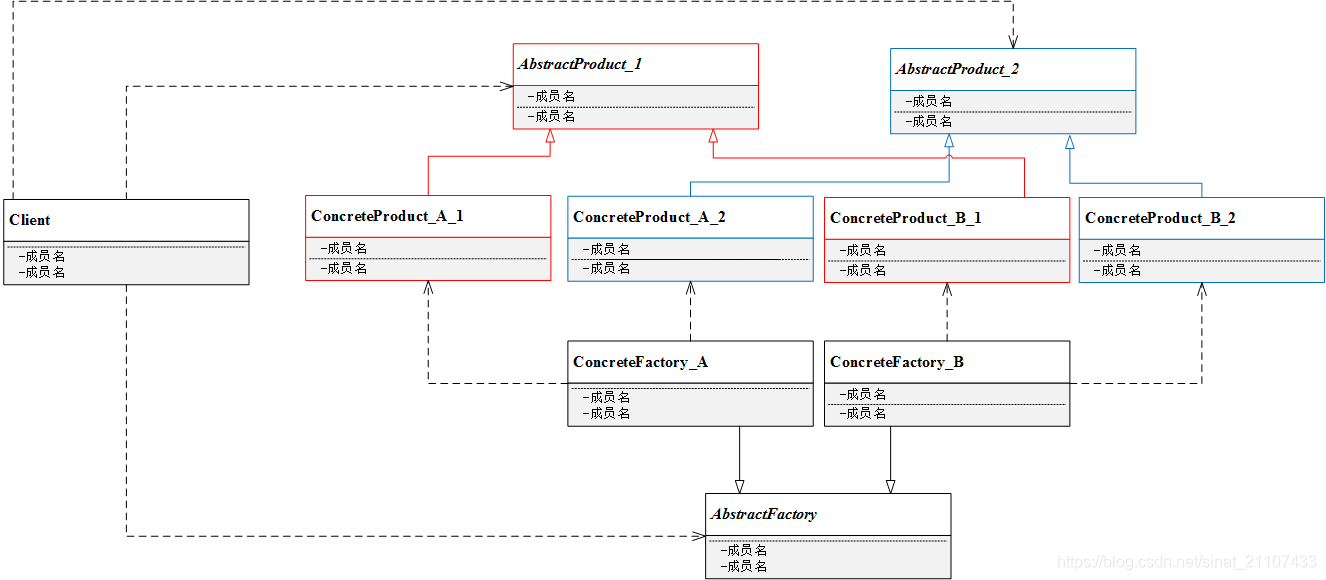 AbstractProduct_1
-成员名
-成员名
AbstractProduct_2
-成员名
-成员名
Client
-成员名
-成员名
ConcreteProduct_A_1
-成员名
-成员名
ConcreteProduct_A_2
-成员名
-成员名
ConcreteProduct_B_1
-成员名
-成员名
ConcreteProduct_B_2
-成员名
-成员名
ConcreteFactory_A
-成员名
-成员名
ConcreteFactory_B
-成员名
-成员名
AbstractFactory
-成员名
-成员名
https://blog.csdn.net/sinat_21107433